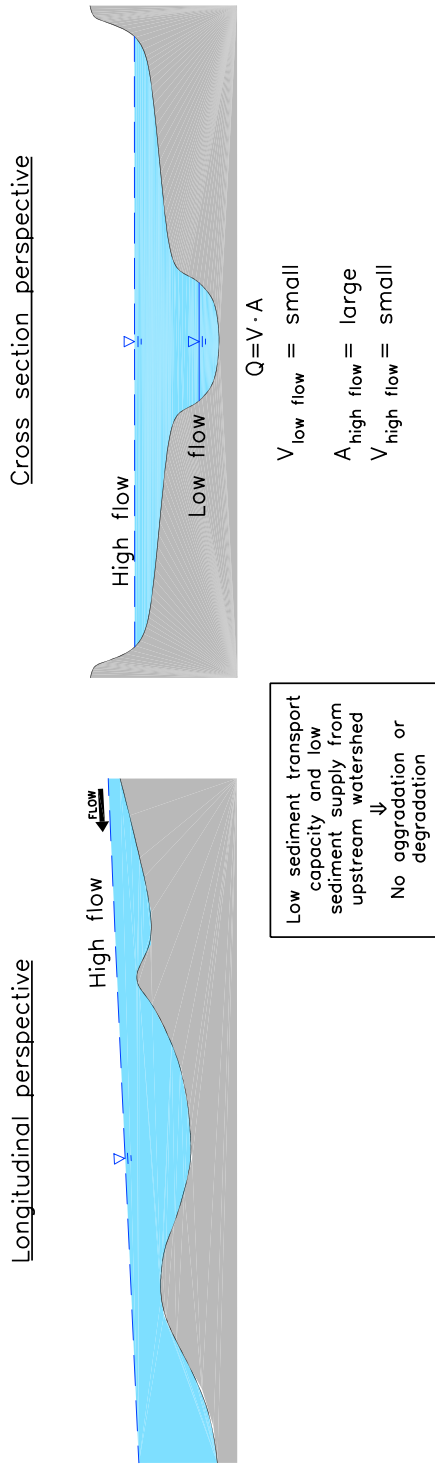 Longitudinal perspective
High flow
FLOW
Low sediment transport
capacity and low
sediment supply from
upstream watershed
⇓
No aggradation or
degradation
Cross section perspective
High flow
Low flow
Q=V·A
V low flow = small
A high flow = large
V high flow = small